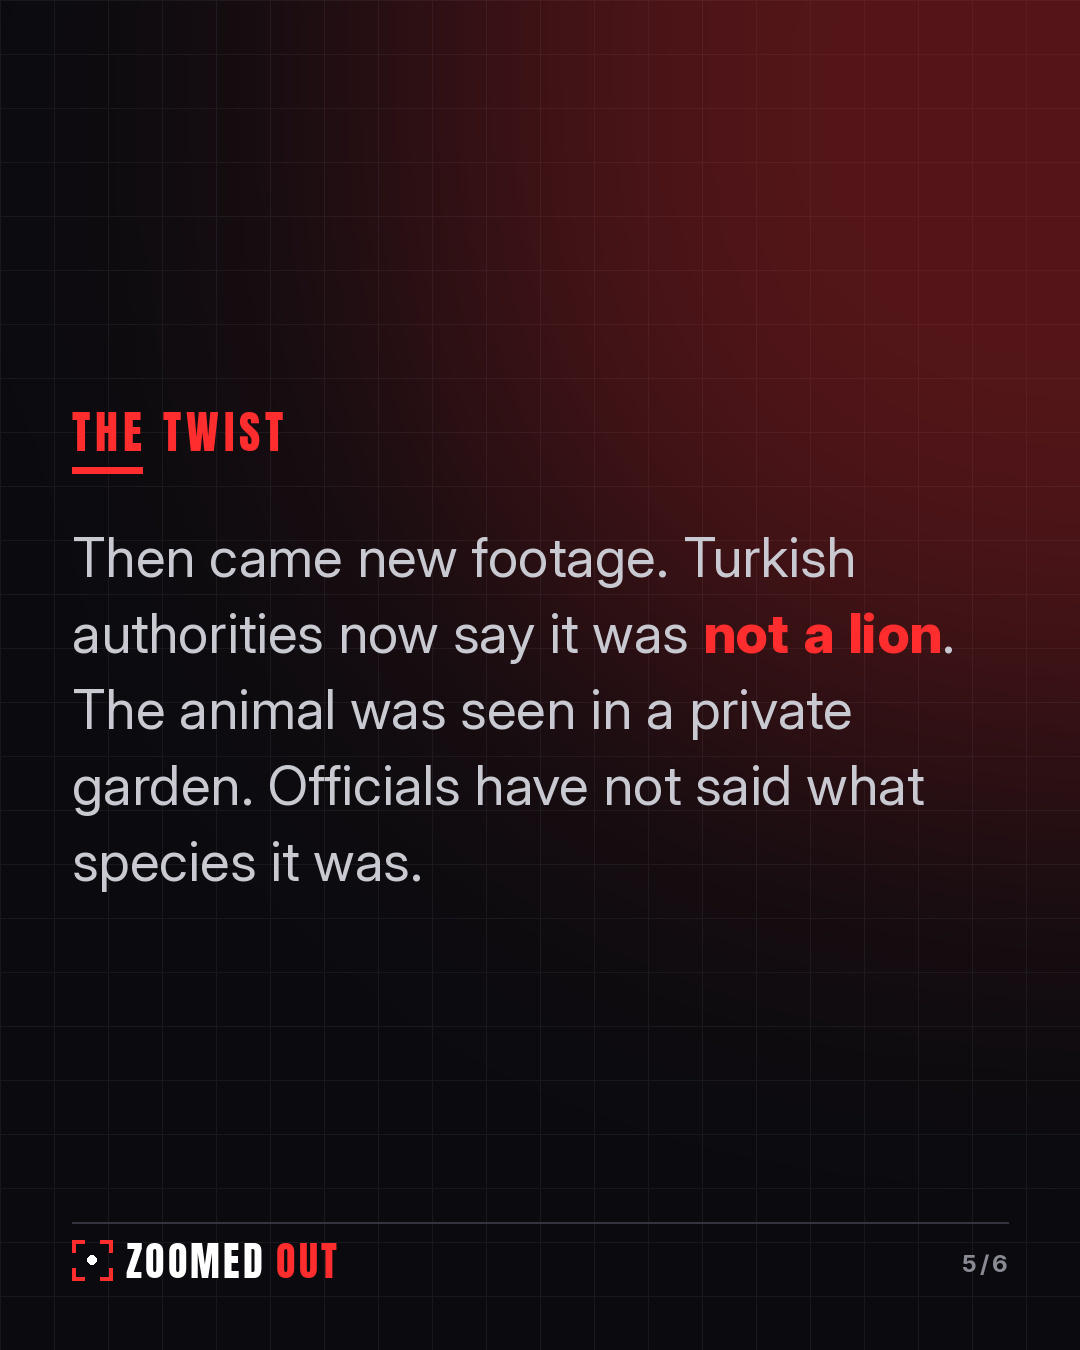 THE TWIST
Then came new footage. Turkish
authorities now say it was not a lion.
The animal was seen in a private
garden. Officials have not said what
species it was.
ZOOMED OUT
5/6